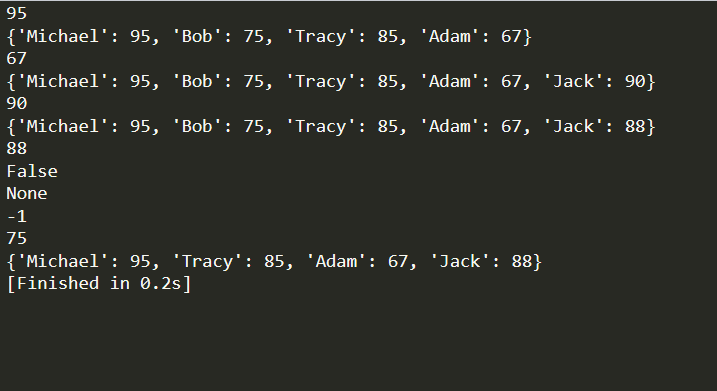 95
{'Michael': 95, 'Bob': 75, 'Tracy': 85, 'Adam': 67}
67
{'Michael': 95, 'Bob': 75, 'Tracy': 85, 'Adam': 67, 'Jack': 90}
90
{'Michael': 95, 'Bob': 75, 'Tracy': 85, 'Adam': 67, 'Jack': 88}
88
False
None
-1
75
{'Michael': 95, 'Tracy': 85, 'Adam': 67, 'Jack': 88}
[Finished in 0.2s]